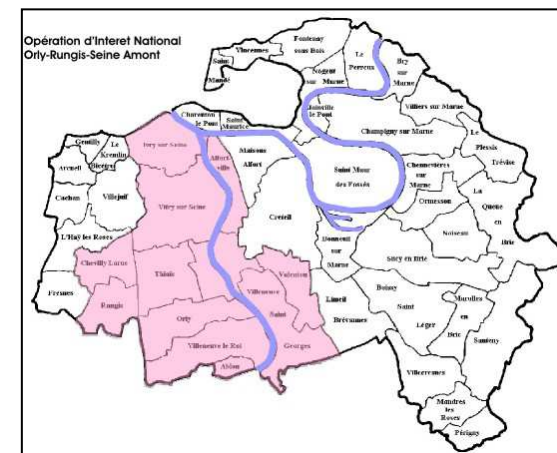 Opération d'Interet National
Orly-Rungis-Seine Amont
Fontenay
sous Bois
Vincennes
Saint
Mandé
Le
Perreux
Bry
sur
Marne
Nogent
sur Marne
Joinville
le Pont
Villiers sur Marne
Charenton
le Pont
Saint
Maurice
Champigny sur Marne
Le
Plessis
Trévise
Gentilly
Le
Kremlin
Bicêtre
Ivry sur Seine
Alfort
ville
Maisons
Alfort
Arcueil
Saint Maur
des Fossés
Chennevières
sur
Marne
La
Queue
en
Brie
Cachan
Villejuif
Vitry sur Seine
Ormesson
Créteil
Noiseau
L'Haÿ les Roses
Bonneuil
sur
Marne
Sucy en Brie
Chevilly Larue
Thiais
Valenton
Villeneuve
Saint
Georges
Fresnes
Rungis
Orly
Limeil
Brévannes
Boissy
Saint
Léger
Marolles
en
Brie
Santeny
Villeneuve le Roi
Ablon
Villecresnes
Mandres
les
Roses
Périgny